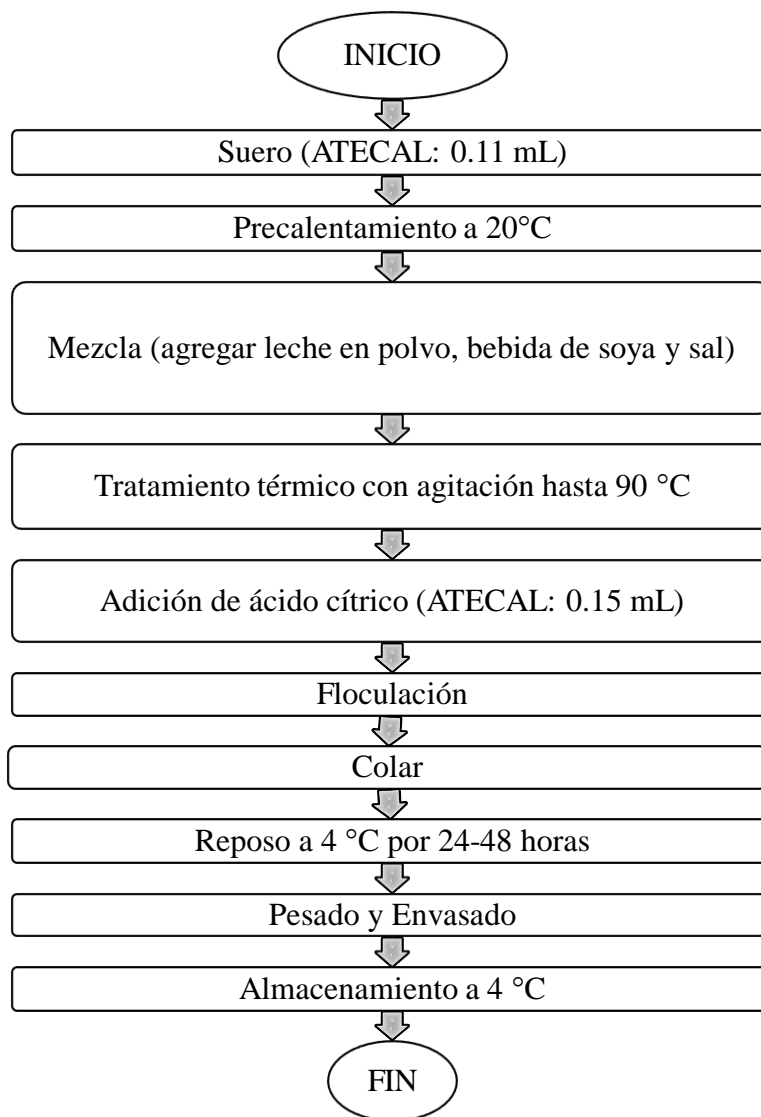 INICIO
Suero (ATECAL: 0.11 mL)
Precalentamiento a 20°C
Mezcla (agregar leche en polvo, bebida de soya y sal)
Tratamiento térmico con agitación hasta 90 °C
Adición de ácido cítrico (ATECAL: 0.15 mL)
Floculación
Colar
Reposo a 4 °C por 24-48 horas
Pesado y Envasado
Almacenamiento a 4 °C
FIN